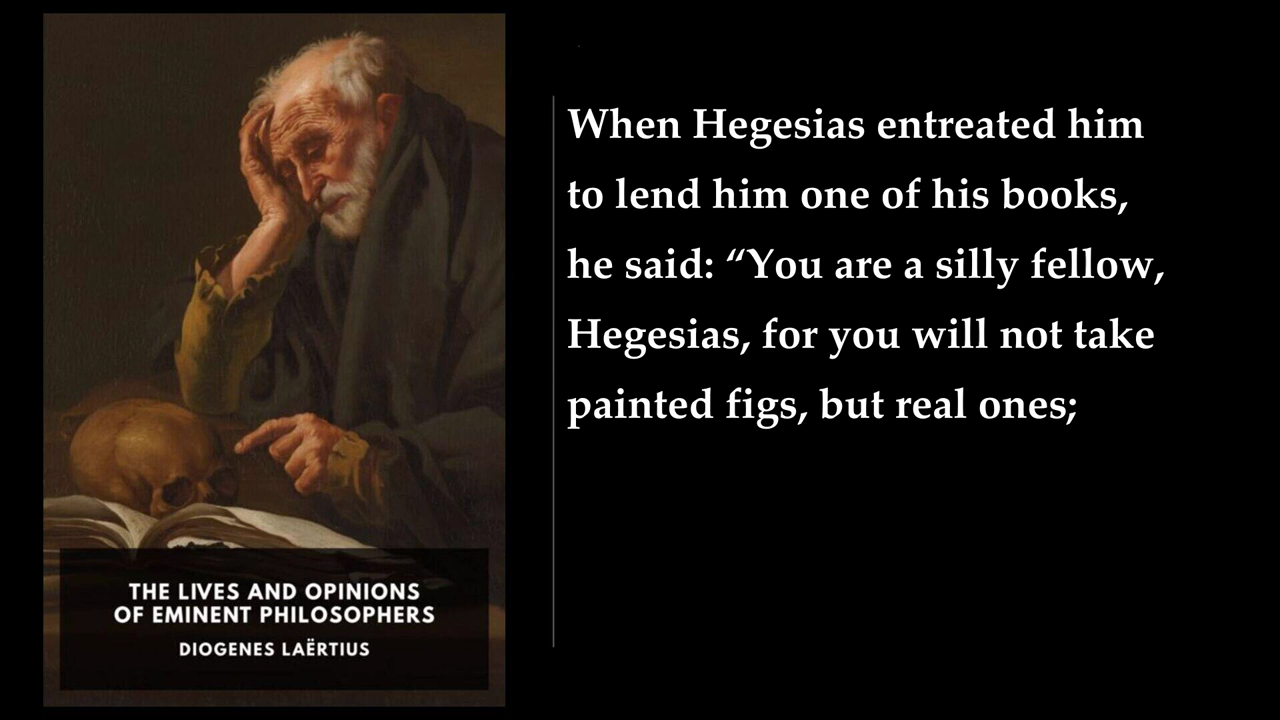 When Hegesias entreated him
to lend him one of his books,
he said: “You are a silly fellow,
Hegesias, for you will not take
painted figs, but real ones;
THE LIVES AND OPINIONS
OF EMINENT PHILOSOPHERS
DIOGENES LAËRTIUS